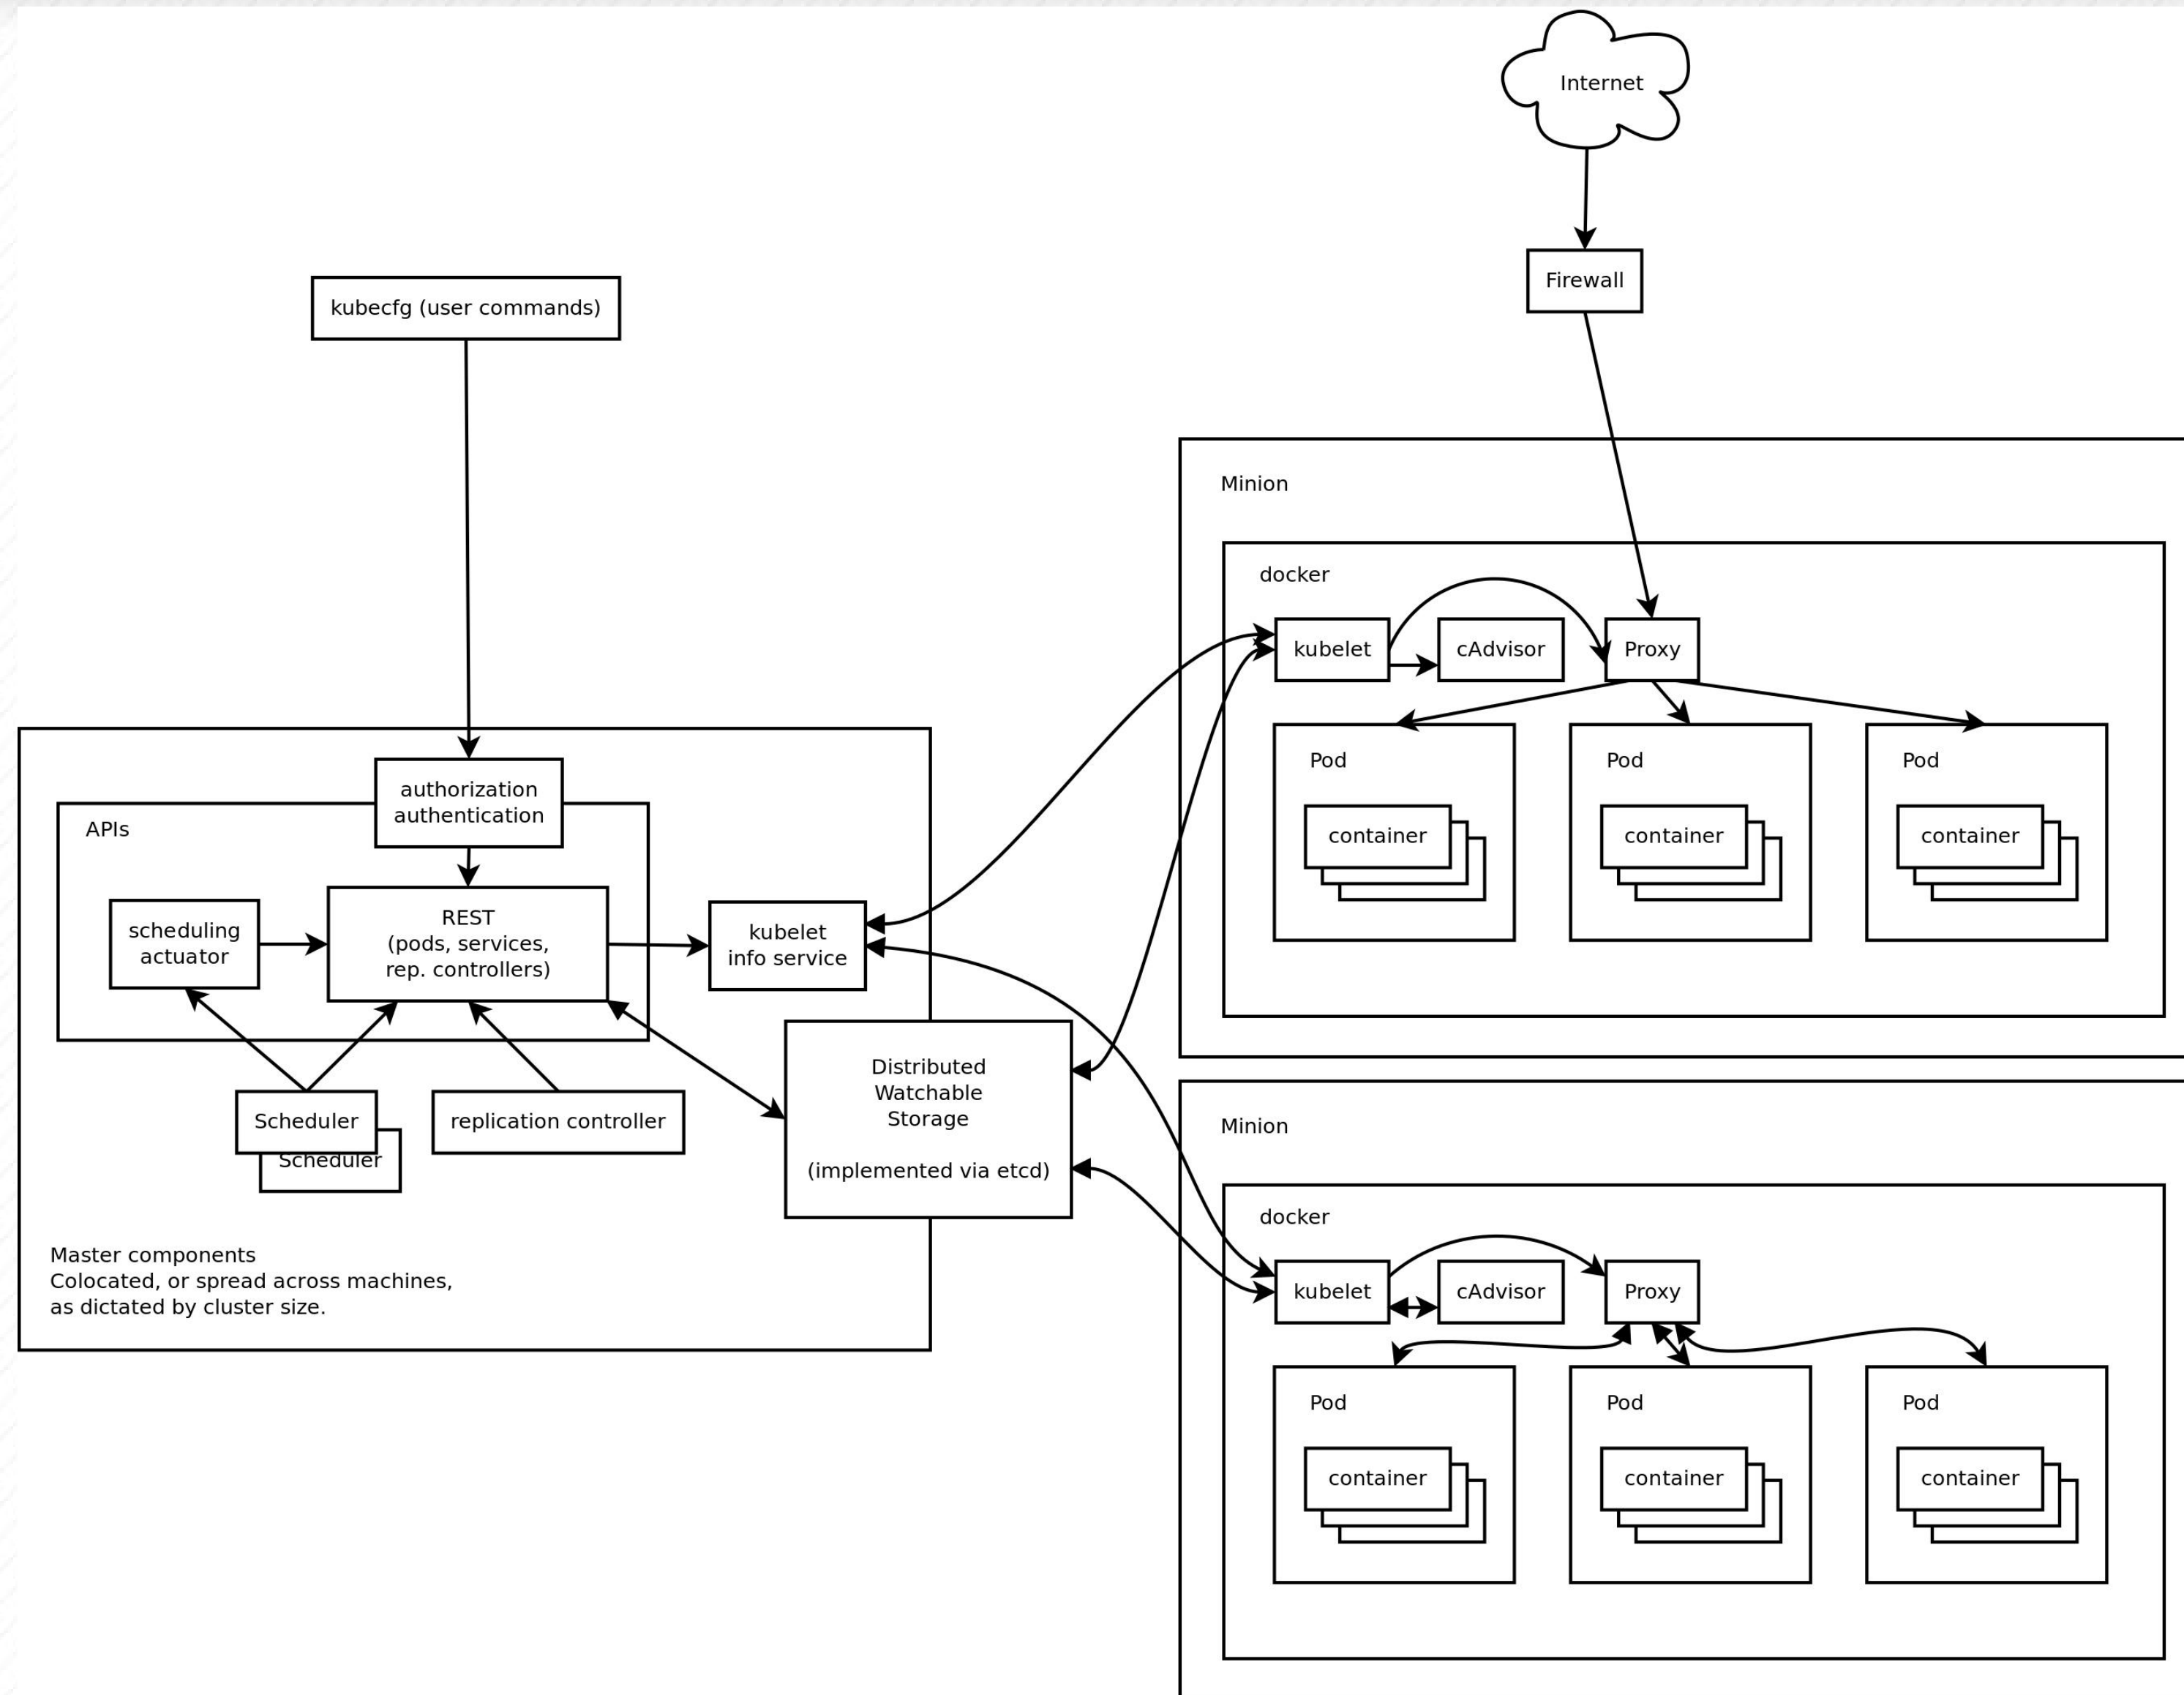 Internet
Firewall
kubecfg (user commands)
Minion
docker
kubelet
cAdvisor
Proxy
Pod
Pod
Pod
container
container
container
authorization
authentication
APIs
scheduling
actuator
REST
(pods, services,
rep. controllers)
kubelet
info service
Distributed
Watchable
Storage
(implemented via etcd)
Scheduler
Scheduler
replication controller
Master components
Colocated, or spread across machines,
as dictated by cluster size.
Minion
docker
kubelet
cAdvisor
Proxy
Pod
Pod
Pod
container
container
container